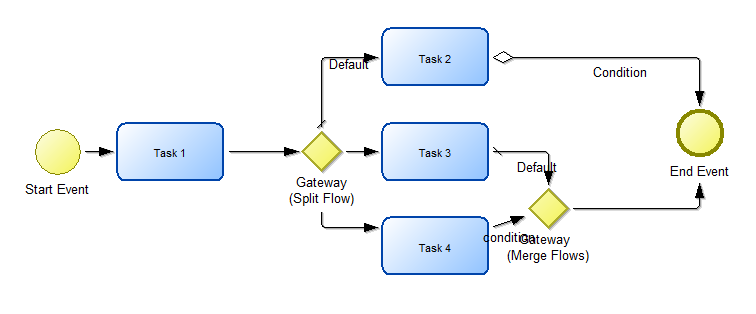 Task 2
Default
Condition
Task 1
Task 3
Start Event
Gateway
(Split Flow)
Default
End Event
Task 4
condition
Gateway
(Merge Flows)